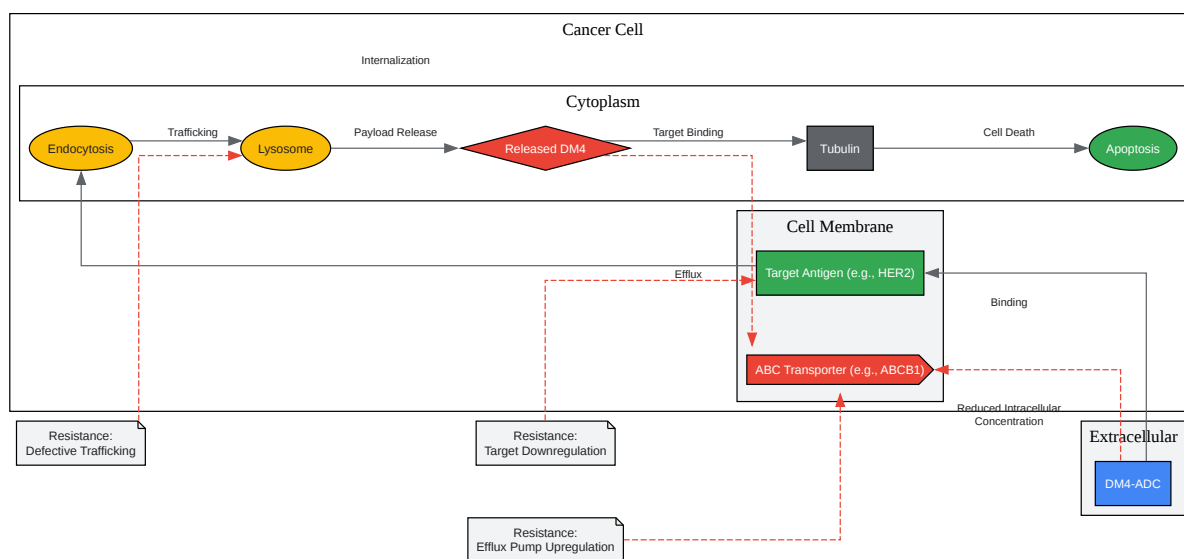 Cancer Cell
Internalization
Cytoplasm
Endocytosis
Trafficking
Lysosome
Payload Release
Released DM4
Target Binding
Tubulin
Cell Death
Apoptosis
Cell Membrane
Target Antigen (e.g., HER2)
Efflux
Binding
ABC Transporter (e.g., ABCB1)
Reduced Intracellular
Concentration
Resistance:
Defective Trafficking
Resistance:
Target Downregulation
Extracellular
DM4-ADC
Resistance:
Efflux Pump Upregulation